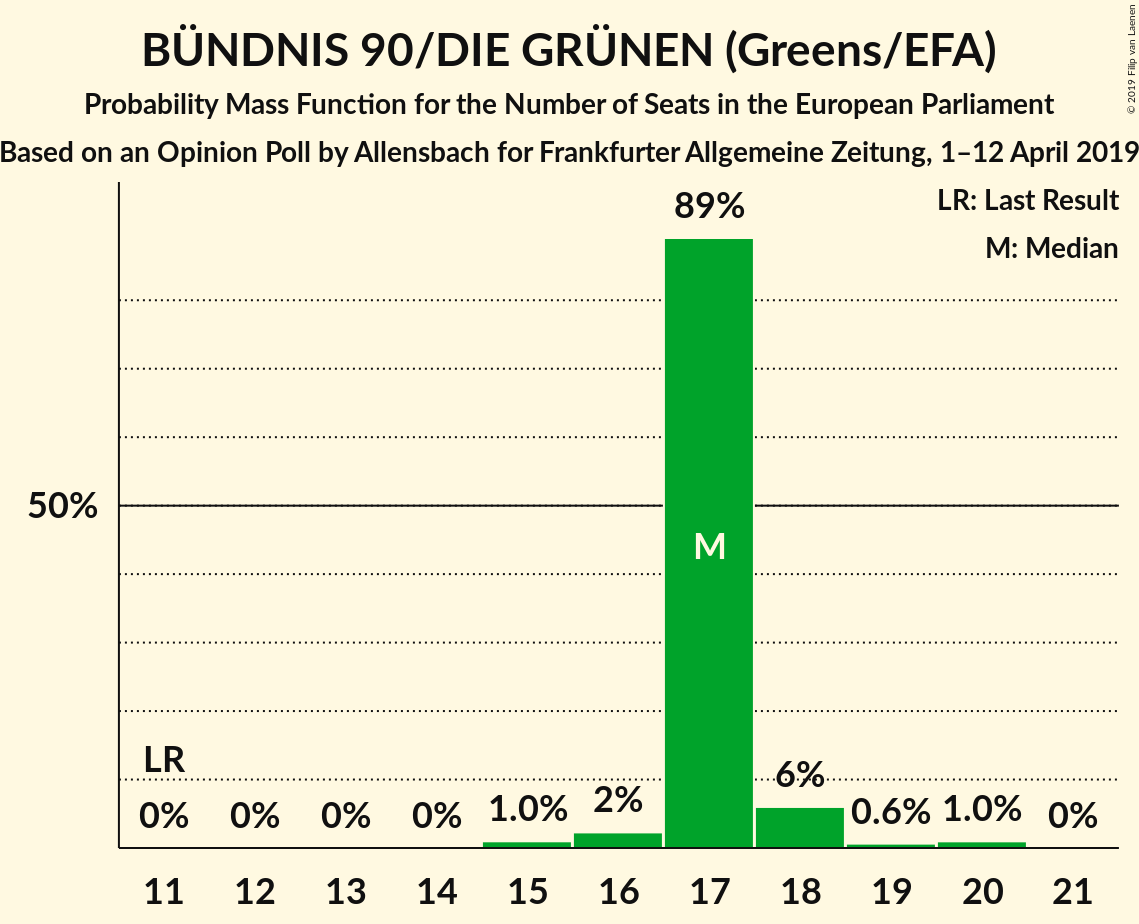 BÜNDNIS 90/DIE GRÜNEN (Greens/EFA)
Probability Mass Function for the Number of Seats in the European Parliament
Based on an Opinion Poll by Allensbach for Frankfurter Allgemeine Zeitung, 1–12 April 2019
© 2019 Filip van Laenen
LR: Last Result
M: Median
89%
50%
M
LR
0% 0% 0% 0% 1.0% 2% 6% 0.6% 1.0% 0%
11 12 13 14 15 16 17 18 19 20 21